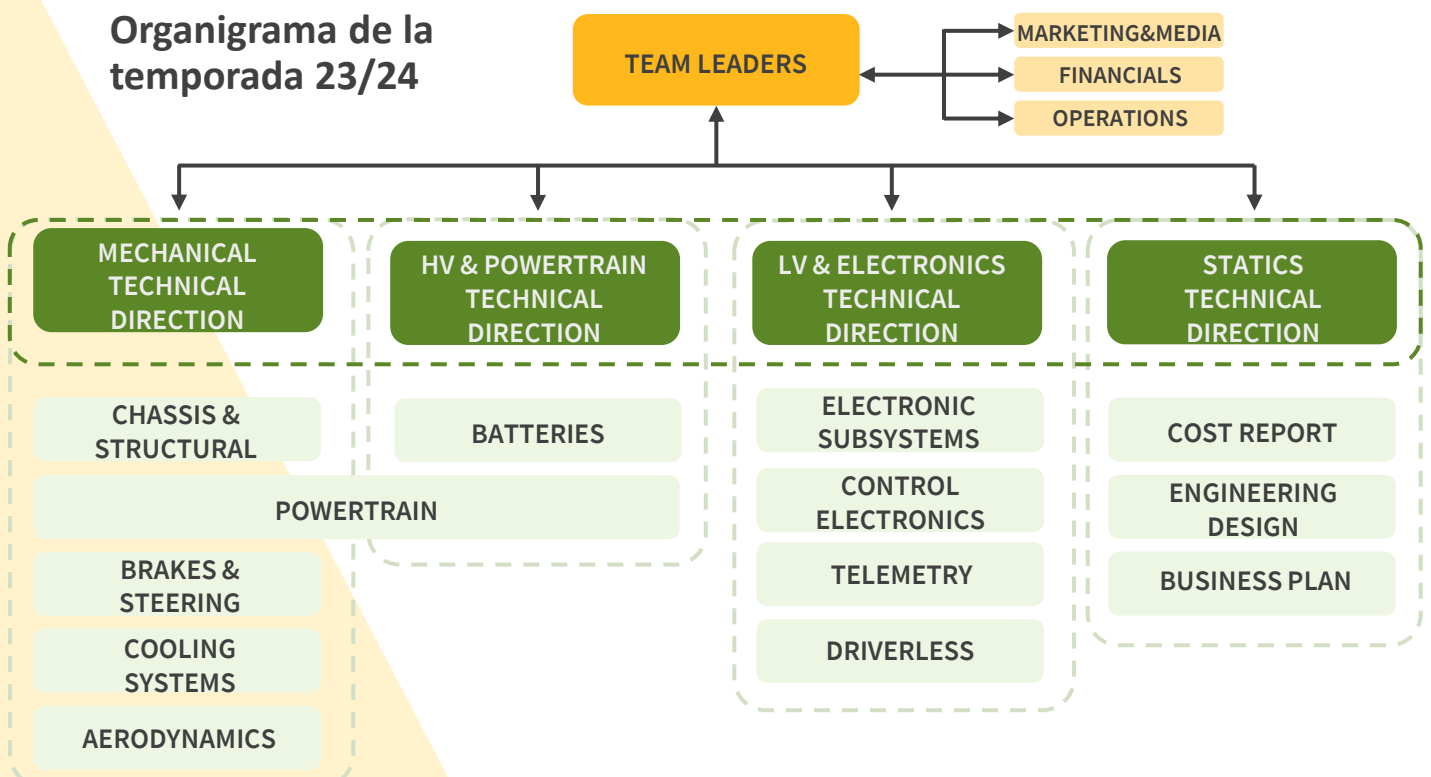 Organigrama de la
temporada 23/24
TEAM LEADERS
MARKETING&MEDIA
FINANCIALS
OPERATIONS
MECHANICAL
TECHNICAL
DIRECTION
HV & POWERTRAIN
TECHNICAL
DIRECTION
LV & ELECTRONICS
TECHNICAL
DIRECTION
STATICS
TECHNICAL
DIRECTION
CHASSIS &
STRUCTURAL
BATTERIES
POWERTRAIN
BRAKES &
STEERING
COOLING
SYSTEMS
AERODYNAMICS
ELECTRONIC
SUBSYSTEMS
CONTROL
ELECTRONICS
TELEMETRY
DRIVERLESS
COST REPORT
ENGINEERING
DESIGN
BUSINESS PLAN